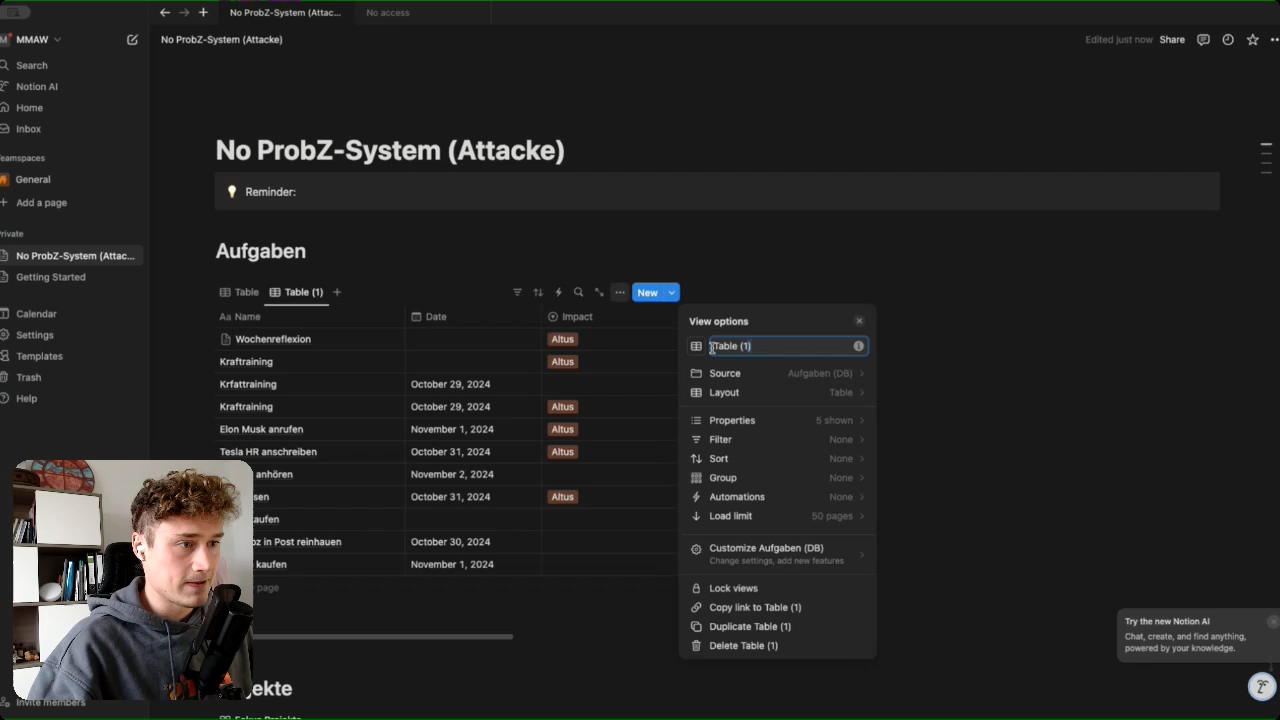 No ProbZ-System (Attac...
No access
MMAW
No ProbZ-System (Attacke)
Edited just now
Share
Search
Notion AI
Home
Inbox
Teamspaces
General
Add a page
Private
No ProbZ-System (Attac...
Getting Started
Calendar
Settings
Templates
Trash
Help
Invite members
No ProbZ-System (Attacke)
Reminder:
Aufgaben
Table
Table (1)
New
Aa Name
Date
Impact
Wochenreflexion
Altus
Kraftraining
Altus
Krfattraining
October 29, 2024
Kraftraining
October 29, 2024
Altus
Elon Musk anrufen
November 1, 2024
Altus
Tesla HR anschreiben
October 31, 2024
Altus
anhören
November 2, 2024
October 31, 2024
Altus
in Post reinhauen
October 30, 2024
kaufen
November 1, 2024
page
View options
Table (1)
Source
Aufgaben (DB)
Layout
Table
Properties
5 shown
Filter
None
Sort
None
Group
None
Automations
None
Load limit
50 pages
Customize Aufgaben (DB)
Change settings, add new features
Lock views
Copy link to Table (1)
Duplicate Table (1)
Delete Table (1)
Try the new Notion AI
Chat, create, and find anything,
powered by your knowledge.